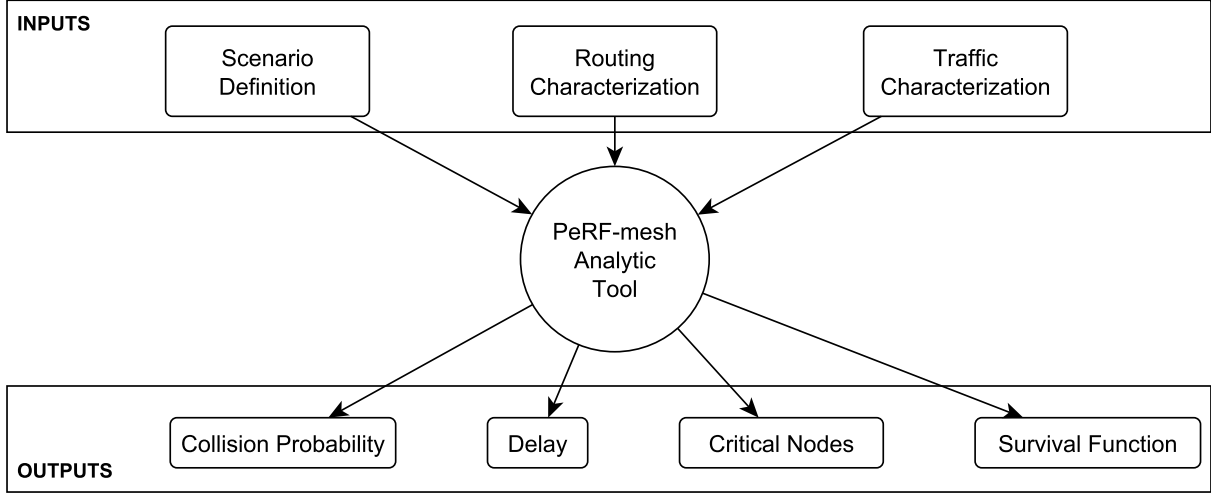 INPUTS
Scenario
Definition
Routing
Characterization
Traffic
Characterization
PeRF-mesh
Analytic
Tool
Collision Probability
Delay
Critical Nodes
Survival Function
OUTPUTS